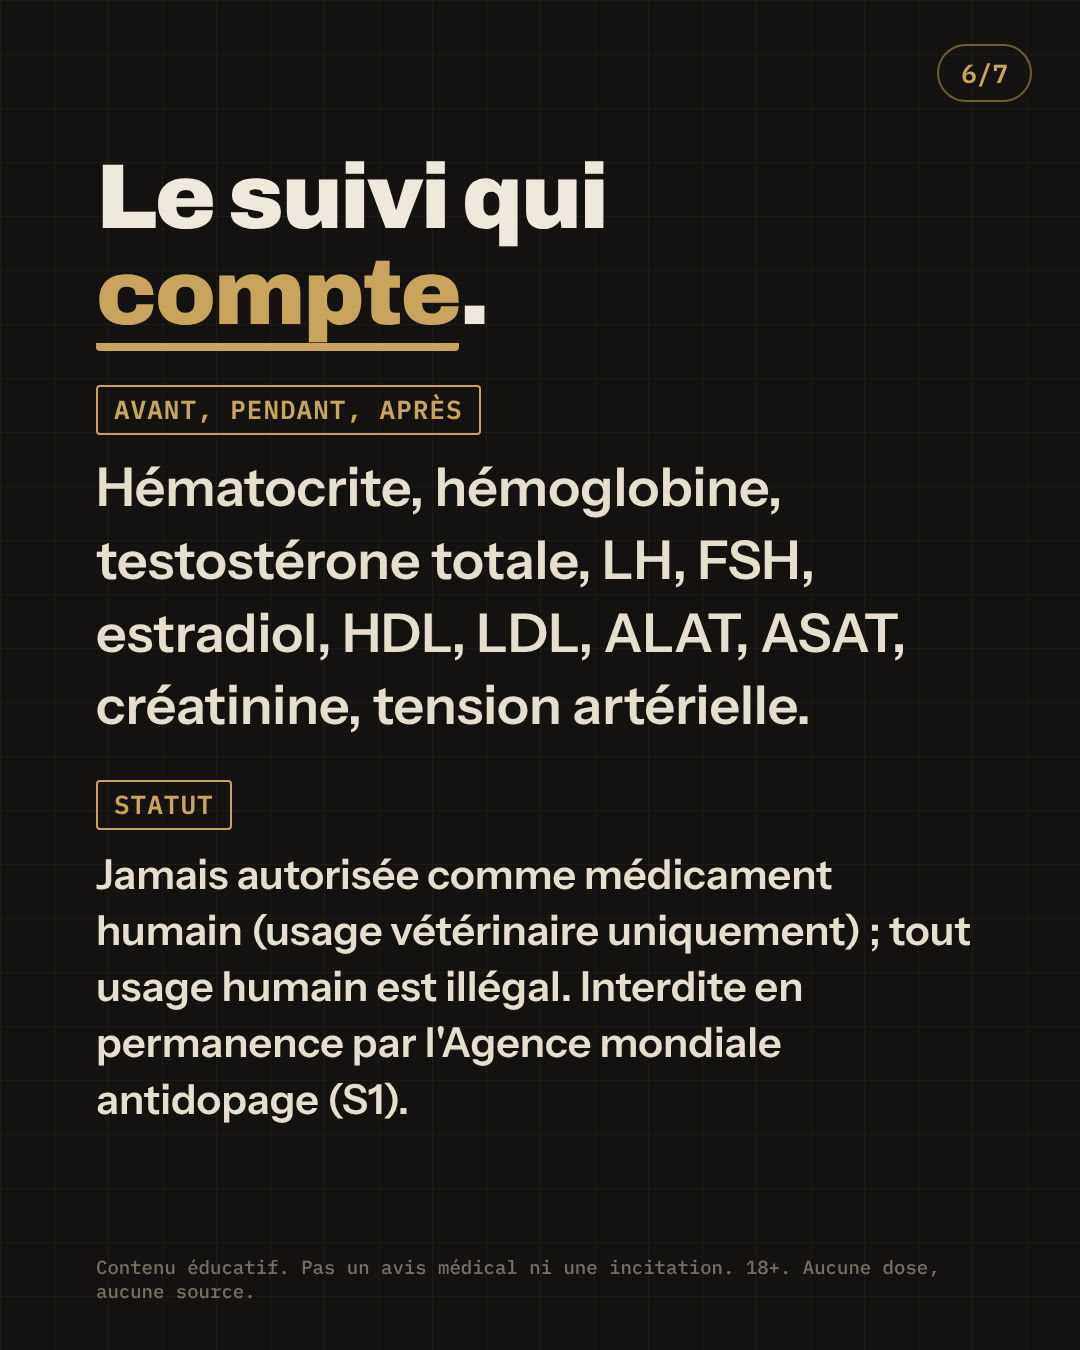 6/7
Le suivi qui
compte.
AVANT, PENDANT, APRÈS
Hématocrite, hémoglobine,
testostérone totale, LH, FSH,
estradiol, HDL, LDL, ALAT, ASAT,
créatinine, tension artérielle.
STATUT
Jamais autorisée comme médicament
humain (usage vétérinaire uniquement) ; tout
usage humain est illégal. Interdite en
permanence par l'Agence mondiale
antidopage (S1).
Contenu éducatif. Pas un avis médical ni une incitation. 18+. Aucune dose,
aucune source.